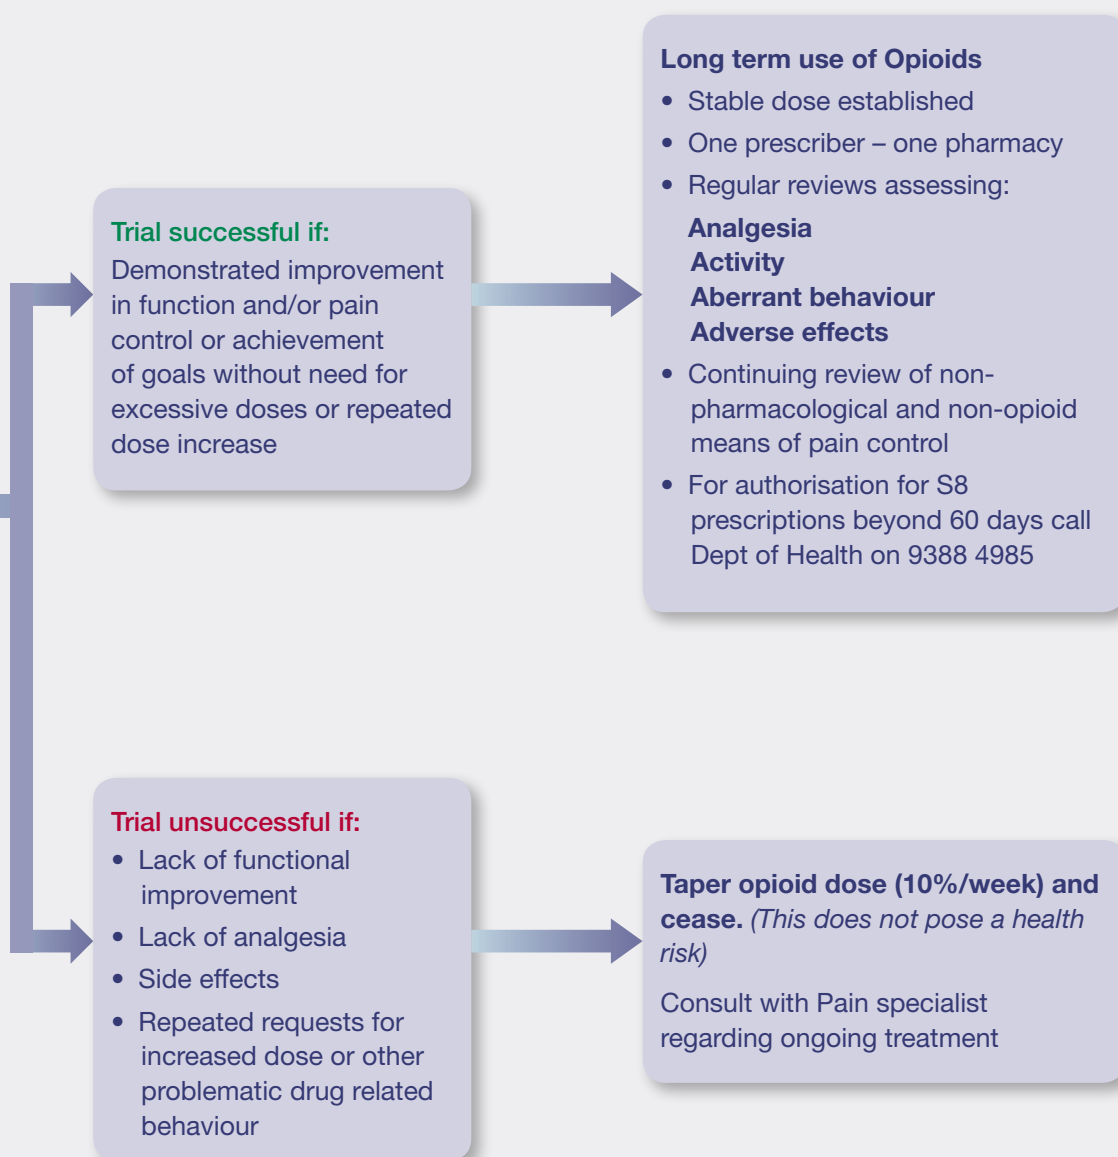 Trial successful if:
Demonstrated improvement
in function and/or pain
control or achievement
of goals without need for
excessive doses or repeated
dose increase
Long term use of Opioids
• Stable dose established
• One prescriber – one pharmacy
• Regular reviews assessing:
Analgesia
Activity
Aberrant behaviour
Adverse effects
• Continuing review of non-
pharmacological and non-opioid
means of pain control
• For authorisation for S8
prescriptions beyond 60 days call
Dept of Health on 9388 4985
Trial unsuccessful if:
• Lack of functional
improvement
• Lack of analgesia
• Side effects
• Repeated requests for
increased dose or other
problematic drug related
behaviour
Taper opioid dose (10%/week) and
cease. (This does not pose a health
risk)
Consult with Pain specialist
regarding ongoing treatment